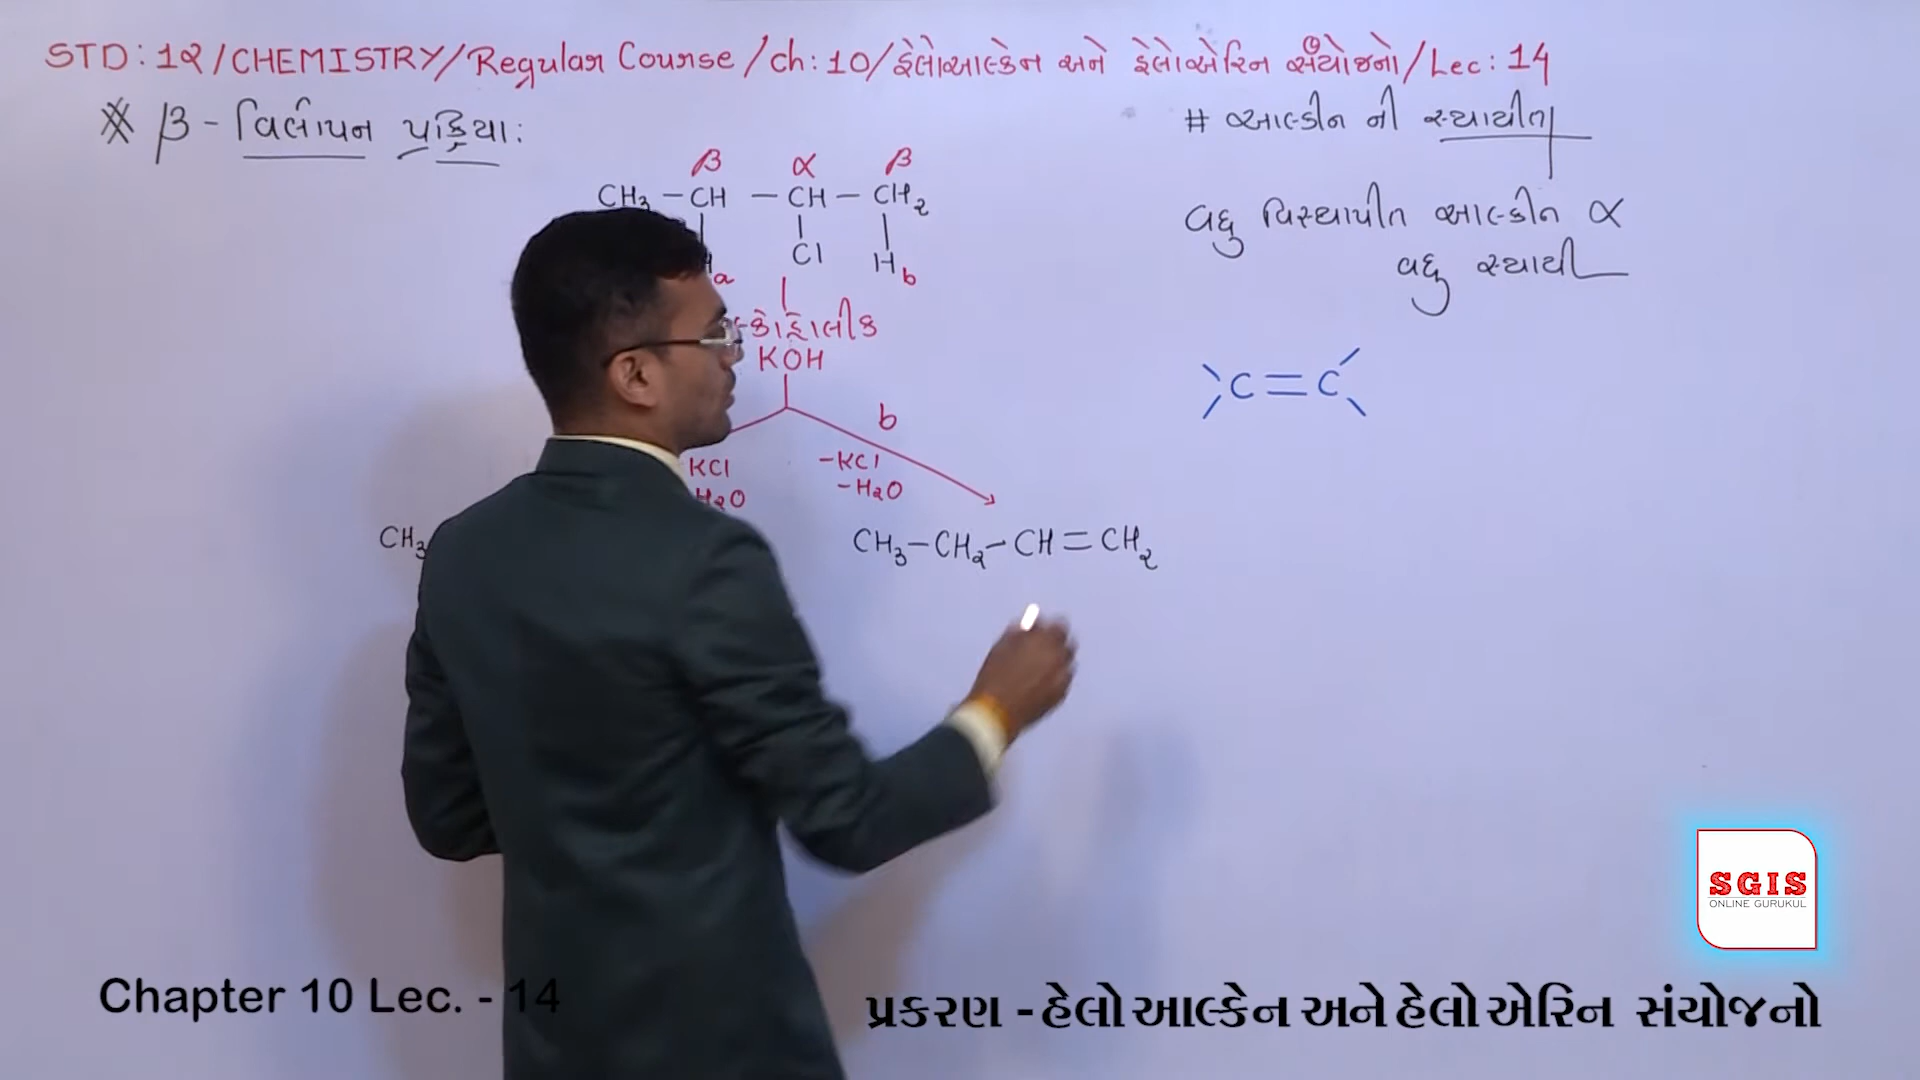 STD: 12/CHEMISTRY/Regular Course/ch: 10/હેલોઆલ્કેન અને હેલોએરિન સંયોજનો/Lec: 14
※ β - વિલોપન પ્રક્રિયા:
# આલ્કીન ની સ્થાયીતા
β α β
CH3 – CH – CH – CH2
Cl
a H b
KOH
b
KCl -KCl
H2O -H2O
CH3
CH3–CH2–CH=CH2
વધુ વિસ્થાપીત આલ્કીન ∝
વધુ સ્થાયી
C=C
SGIS
ONLINE GURUKUL
Chapter 10 Lec. - 14
પ્રકરણ - હેલો આલ્કેન અને હેલો એરિન સંયોજનો